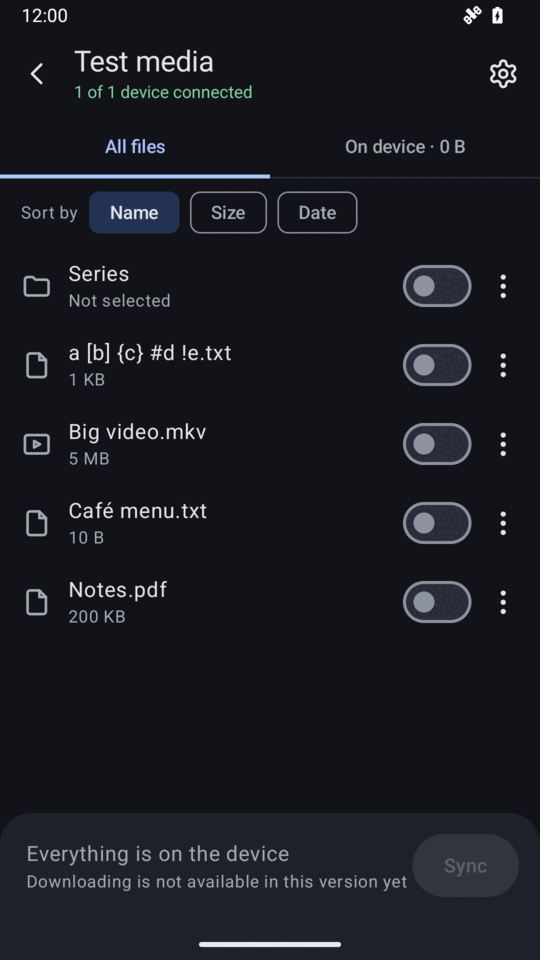 12:00
Test media
1 of 1 device connected
All files
On device · 0 B
Sort by Name Size Date
Series
Not selected
a [b] {c} #d !e.txt
1 KB
Big video.mkv
5 MB
Café menu.txt
10 B
Notes.pdf
200 KB
Everything is on the device
Downloading is not available in this version yet
Sync